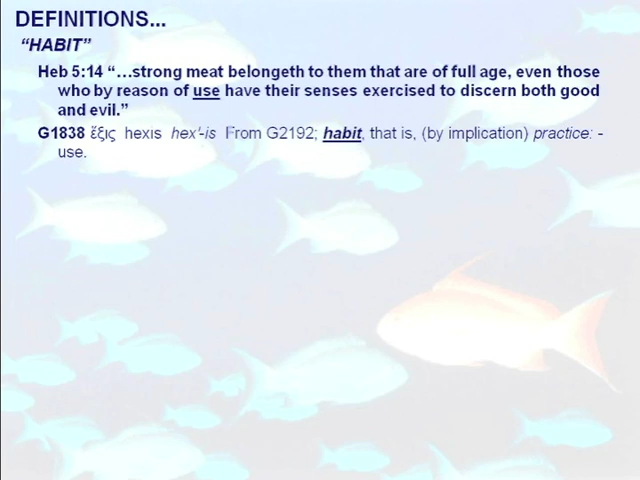 DEFINITIONS...
“HABIT”
Heb 5:14 “…strong meat belongeth to them that are of full age, even those
who by reason of use have their senses exercised to discern both good
and evil.”
G1838 ἕξις hexis hex'-is From G2192; habit, that is, (by implication) practice: -
use.